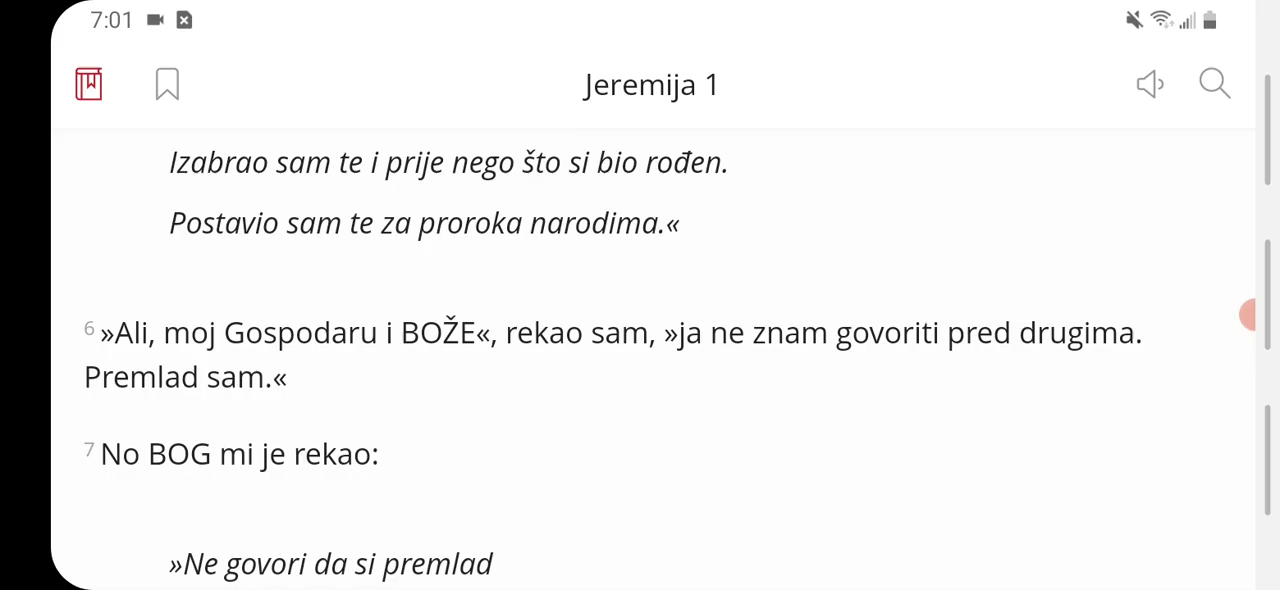 7:01
Jeremija 1
Izabrao sam te i prije nego što si bio rođen.
Postavio sam te za proroka narodima.«
6 »Ali, moj Gospodaru i BOŽE«, rekao sam, »ja ne znam govoriti pred drugima.
Premlad sam.«
7 No BOG mi je rekao:
»Ne govori da si premlad